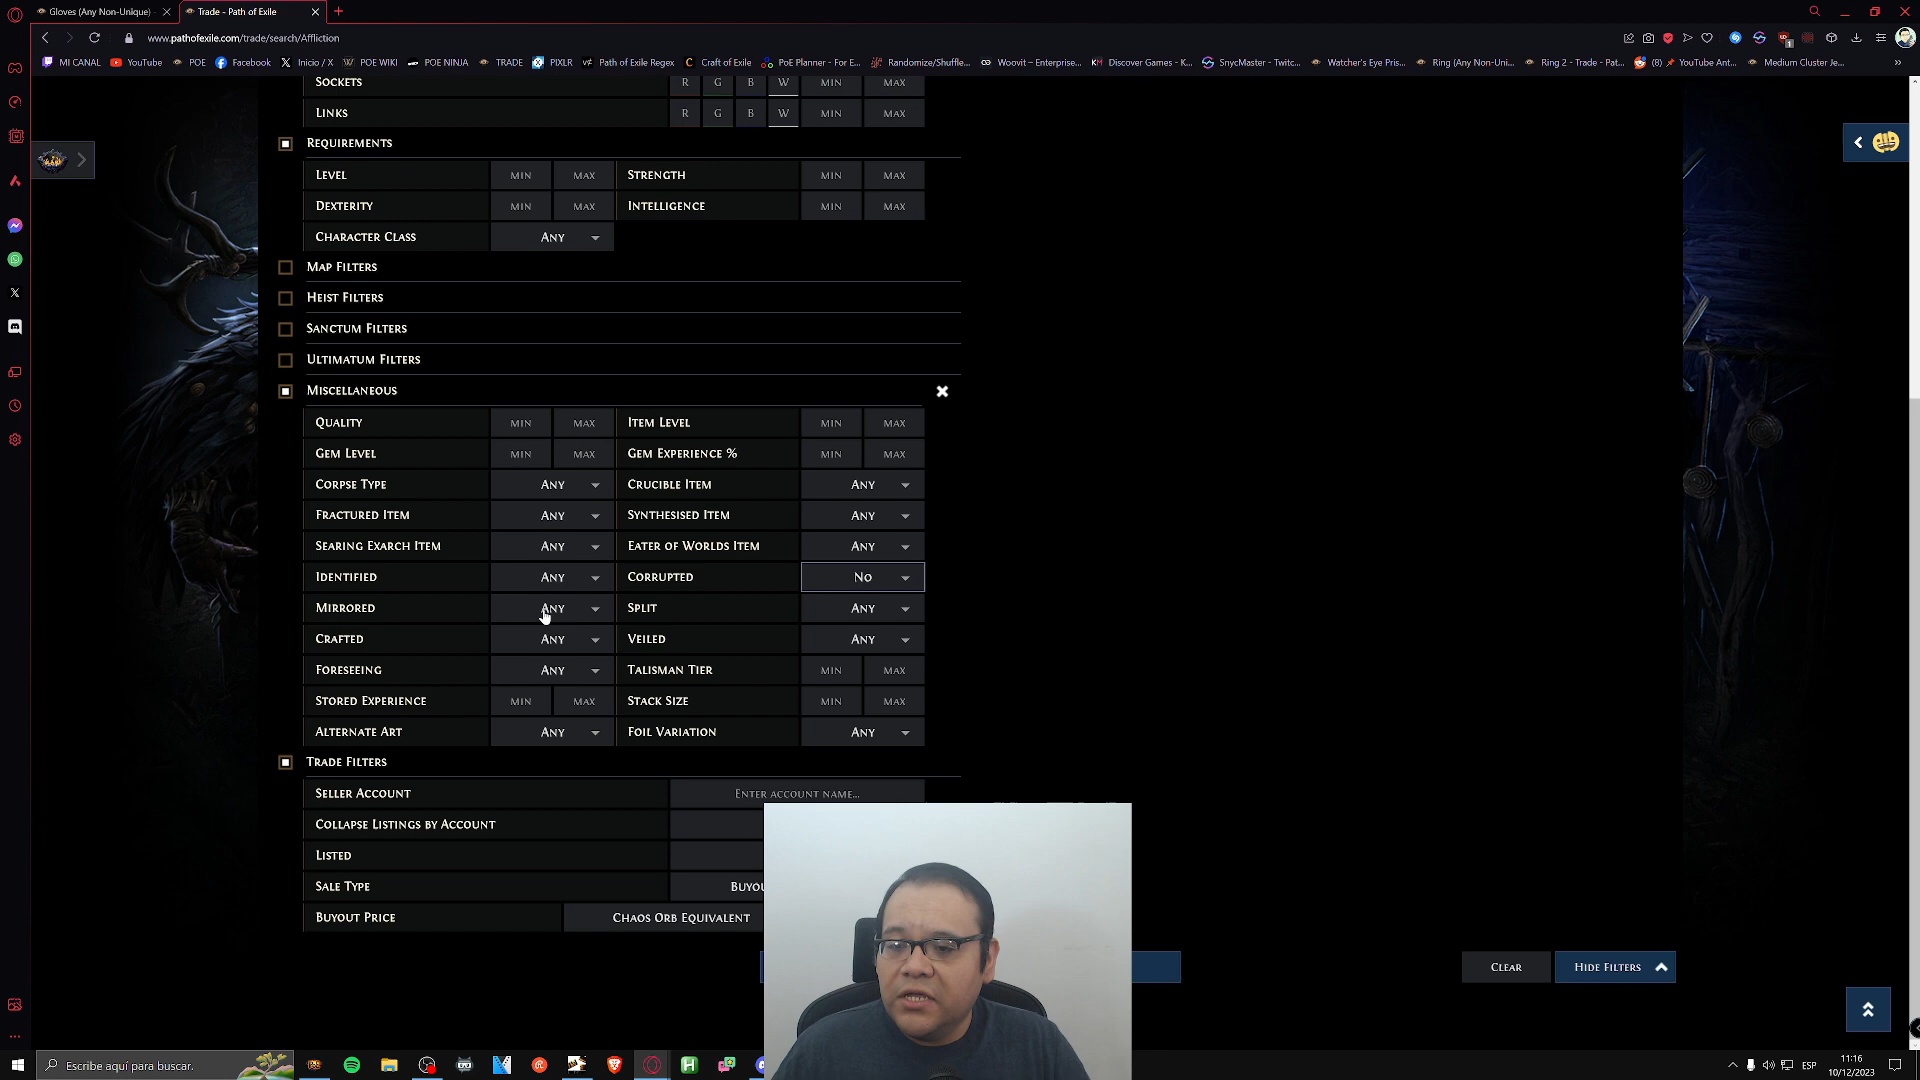 Gloves (Any Non-Unique)
Trade - Path of Exile
www.pathofexile.com/trade/search/Affliction
MI CANAL YouTube POE Facebook Inicio / X POE WIKI POE NINJA TRADE PIXLR Path of Exile Regex Craft of Exile PoE Planner - For E... Randomize/Shuffle... Woovit – Enterprise... Discover Games - K... SnycMaster - Twitc... Watcher's Eye Pris... Ring (Any Non-Uni... Ring 2 - Trade - Pat... (8) YouTube Ant... Medium Cluster Je... »
SOCKETS R G B W MIN MAX
LINKS R G B W MIN MAX
REQUIREMENTS
LEVEL MIN MAX STRENGTH MIN MAX
DEXTERITY MIN MAX INTELLIGENCE MIN MAX
CHARACTER CLASS ANY
MAP FILTERS
HEIST FILTERS
SANCTUM FILTERS
ULTIMATUM FILTERS
MISCELLANEOUS
QUALITY MIN MAX ITEM LEVEL MIN MAX
GEM LEVEL MIN MAX GEM EXPERIENCE % MIN MAX
CORPSE TYPE ANY CRUCIBLE ITEM ANY
FRACTURED ITEM ANY SYNTHESISED ITEM ANY
SEARING EXARCH ITEM ANY EATER OF WORLDS ITEM ANY
IDENTIFIED ANY CORRUPTED NO
MIRRORED ANY SPLIT ANY
CRAFTED ANY VEILED ANY
FORESEEING ANY TALISMAN TIER MIN MAX
STORED EXPERIENCE MIN MAX STACK SIZE MIN MAX
ALTERNATE ART ANY FOIL VARIATION ANY
TRADE FILTERS
SELLER ACCOUNT ENTER ACCOUNT NAME...
COLLAPSE LISTINGS BY ACCOUNT
LISTED
SALE TYPE BUYOU
BUYOUT PRICE CHAOS ORB EQUIVALENT
CLEAR HIDE FILTERS
Escribe aquí para buscar.
ESP
11:16
10/12/2023